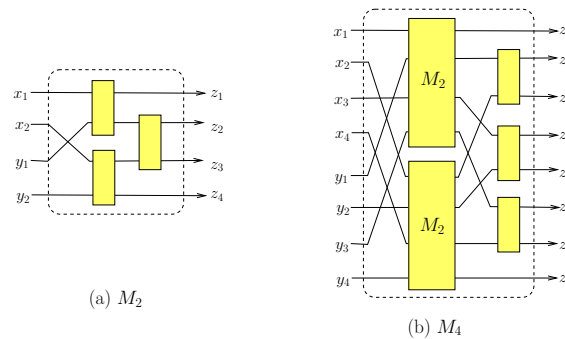 x₁
x₂
y₁
y₂
z₁
z₂
z₃
z₄
(a) M₂
x₁
x₂
x₃
x₄
y₁
y₂
y₃
y₄
M₂
M₂
z
z
z
z
z
z
z
z
(b) M₄